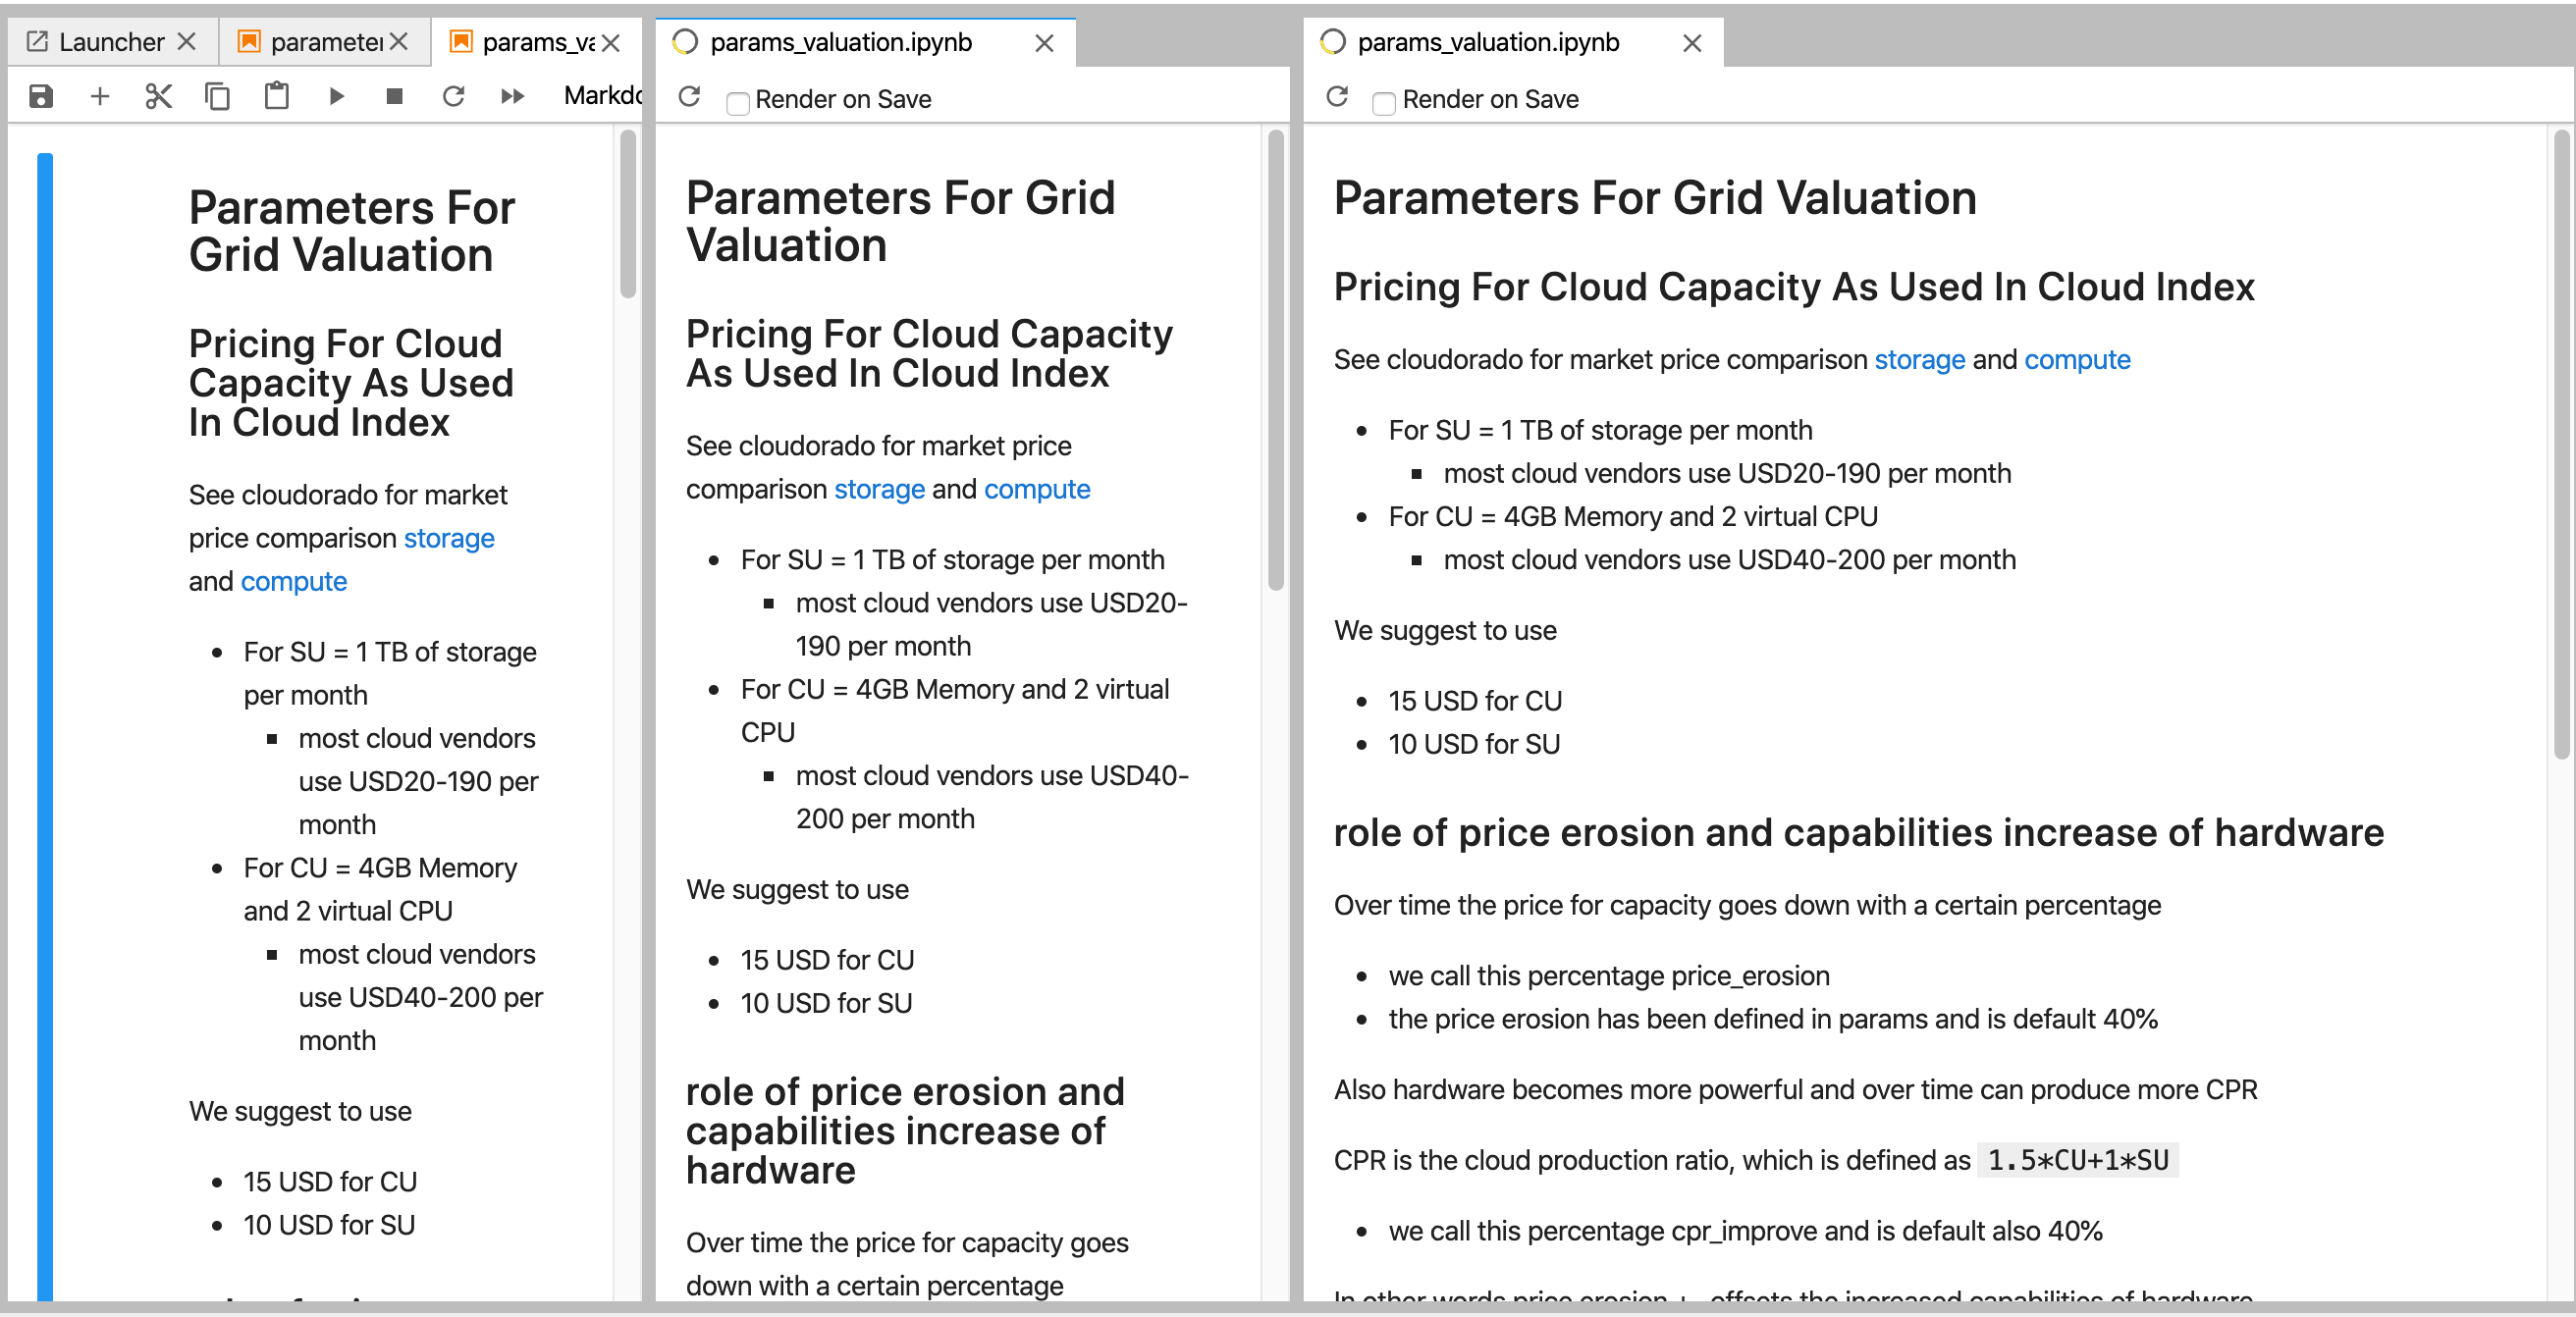 Launcher
parameter
params_va
Markdo
Parameters For
Grid Valuation
Pricing For Cloud
Capacity As Used
In Cloud Index
See cloudorado for market
price comparison storage
and compute
For SU = 1 TB of storage
per month
most cloud vendors
use USD20-190 per
month
For CU = 4GB Memory
and 2 virtual CPU
most cloud vendors
use USD40-200 per
month
We suggest to use
15 USD for CU
10 USD for SU
params_valuation.ipynb
Render on Save
Parameters For Grid
Valuation
Pricing For Cloud Capacity
As Used In Cloud Index
See cloudorado for market price
comparison storage and compute
For SU = 1 TB of storage per month
most cloud vendors use USD20-
190 per month
For CU = 4GB Memory and 2 virtual
CPU
most cloud vendors use USD40-
200 per month
We suggest to use
15 USD for CU
10 USD for SU
role of price erosion and
capabilities increase of
hardware
Over time the price for capacity goes
down with a certain percentage
params_valuation.ipynb
Render on Save
Parameters For Grid Valuation
Pricing For Cloud Capacity As Used In Cloud Index
See cloudorado for market price comparison storage and compute
For SU = 1 TB of storage per month
most cloud vendors use USD20-190 per month
For CU = 4GB Memory and 2 virtual CPU
most cloud vendors use USD40-200 per month
We suggest to use
15 USD for CU
10 USD for SU
role of price erosion and capabilities increase of hardware
Over time the price for capacity goes down with a certain percentage
we call this percentage price_erosion
the price erosion has been defined in params and is default 40%
Also hardware becomes more powerful and over time can produce more CPR
CPR is the cloud production ratio, which is defined as 1.5*CU+1*SU
we call this percentage cpr_improve and is default also 40%
In other words price erosion +- offsets the increased capabilities of hardware